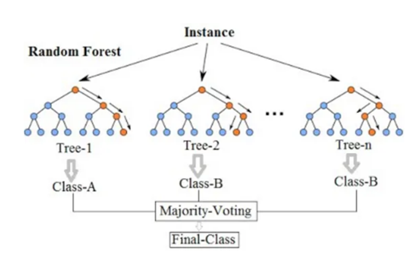 Instance
Random Forest
...
Tree-1
Tree-2
Tree-n
Class-A
Class-B
Class-B
Majority-Voting
Final-Class